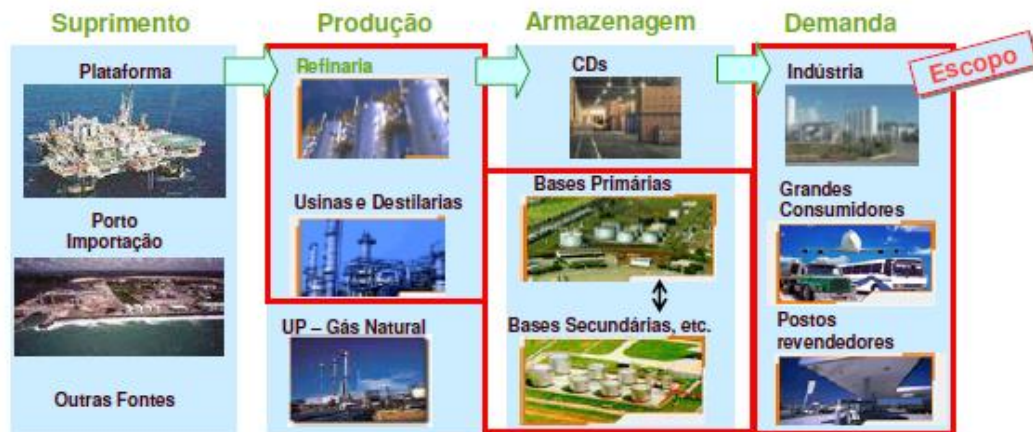 Suprimento
Produção
Armazenagem
Demanda
Plataforma
Refinaria
CDs
Indústria
Escopo
Usinas e Destilarias
Bases Primárias
Grandes
Consumidores
Porto
Importação
UP – Gás Natural
Bases Secundárias, etc.
Postos
revendedores
Outras Fontes